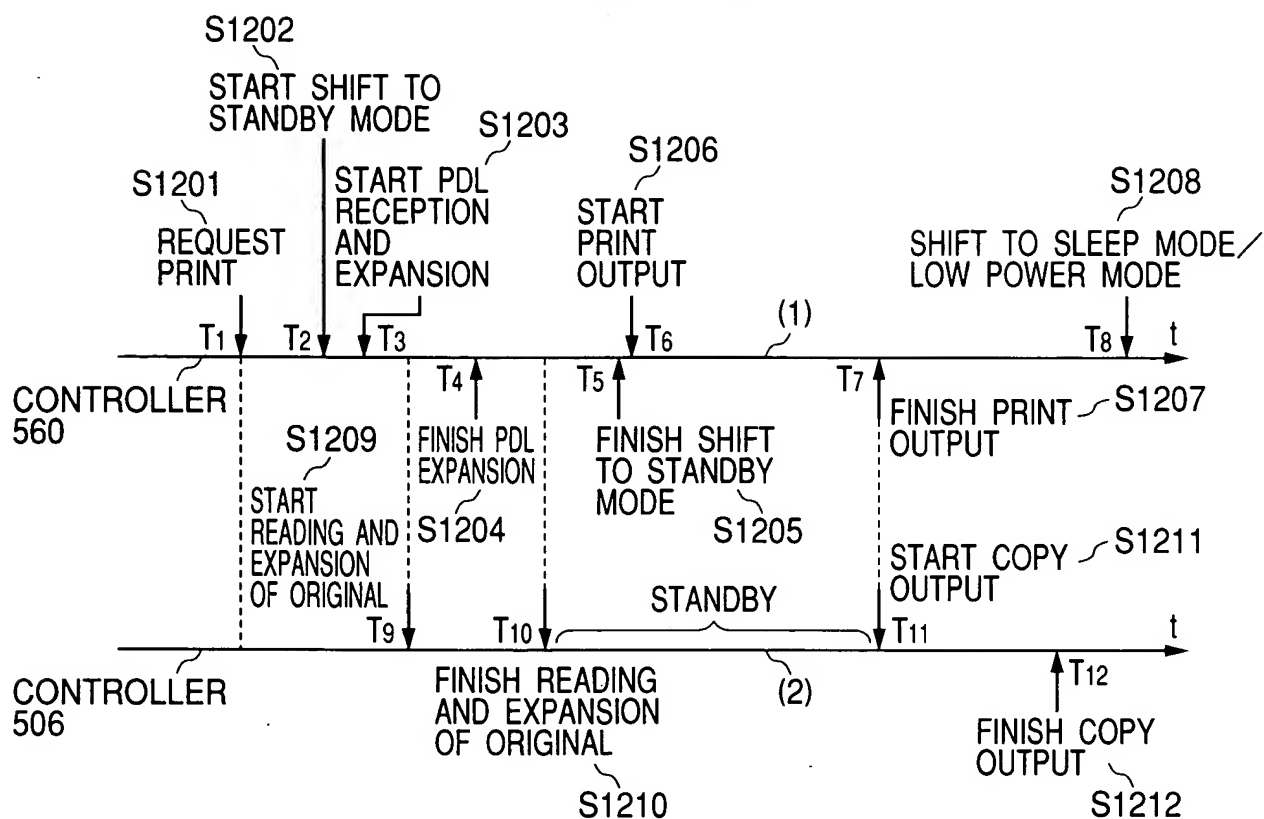 S1202
START SHIFT TO
STANDBY MODE
S1203
START PDL
RECEPTION
AND
EXPANSION
S1201
REQUEST
PRINT
S1206
START
PRINT
OUTPUT
S1208
SHIFT TO SLEEP MODE/
LOW POWER MODE
(1)
T1
T2
T3
T6
T8
t
CONTROLLER
560
T4
T5
T7
FINISH PDL
EXPANSION
S1204
FINISH SHIFT
TO STANDBY
MODE
S1205
FINISH PRINT
OUTPUT
S1207
S1209
START
READING AND
EXPANSION
OF ORIGINAL
START COPY
OUTPUT
S1211
STANDBY
T9
T10
T11
t
CONTROLLER
506
FINISH READING
AND EXPANSION
OF ORIGINAL
S1210
(2)
T12
FINISH COPY
OUTPUT
S1212